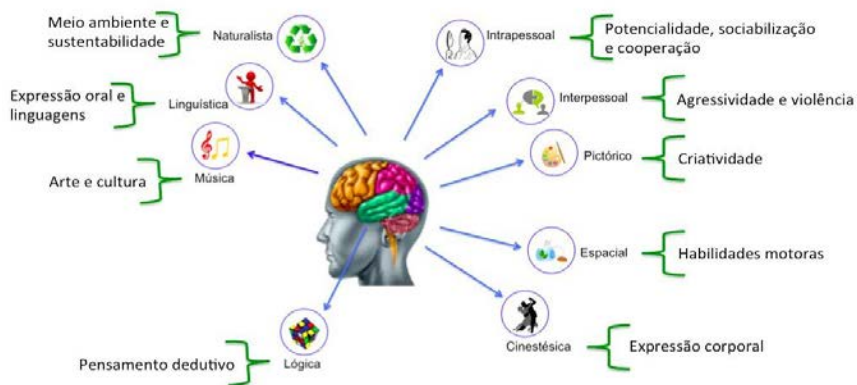 Meio ambiente e
sustentabilidade
Naturalista
Expressão oral e
linguagens
Linguística
Arte e cultura
Música
Pensamento dedutivo
Lógica
Intrapessoal
Potencialidade, sociabilização
e cooperação
Interpessoal
Agressividade e violência
Pictórico
Criatividade
Espacial
Habilidades motoras
Cinestésica
Expressão corporal